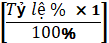 [Tỷ lệ % × 1]
100%